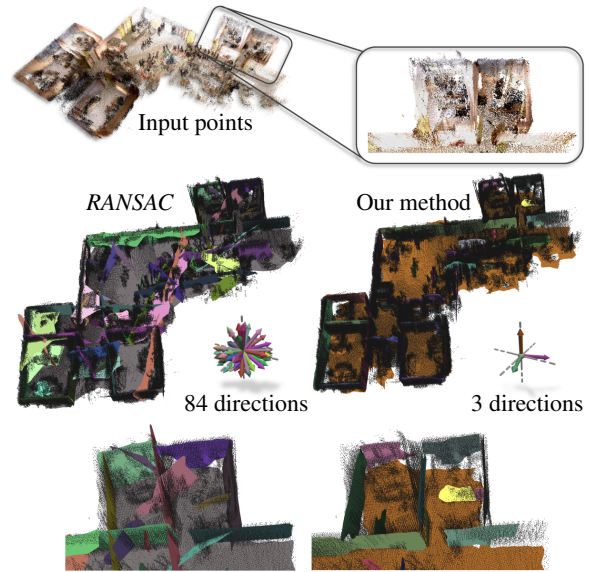 Input points
RANSAC
Our method
84 directions
3 directions